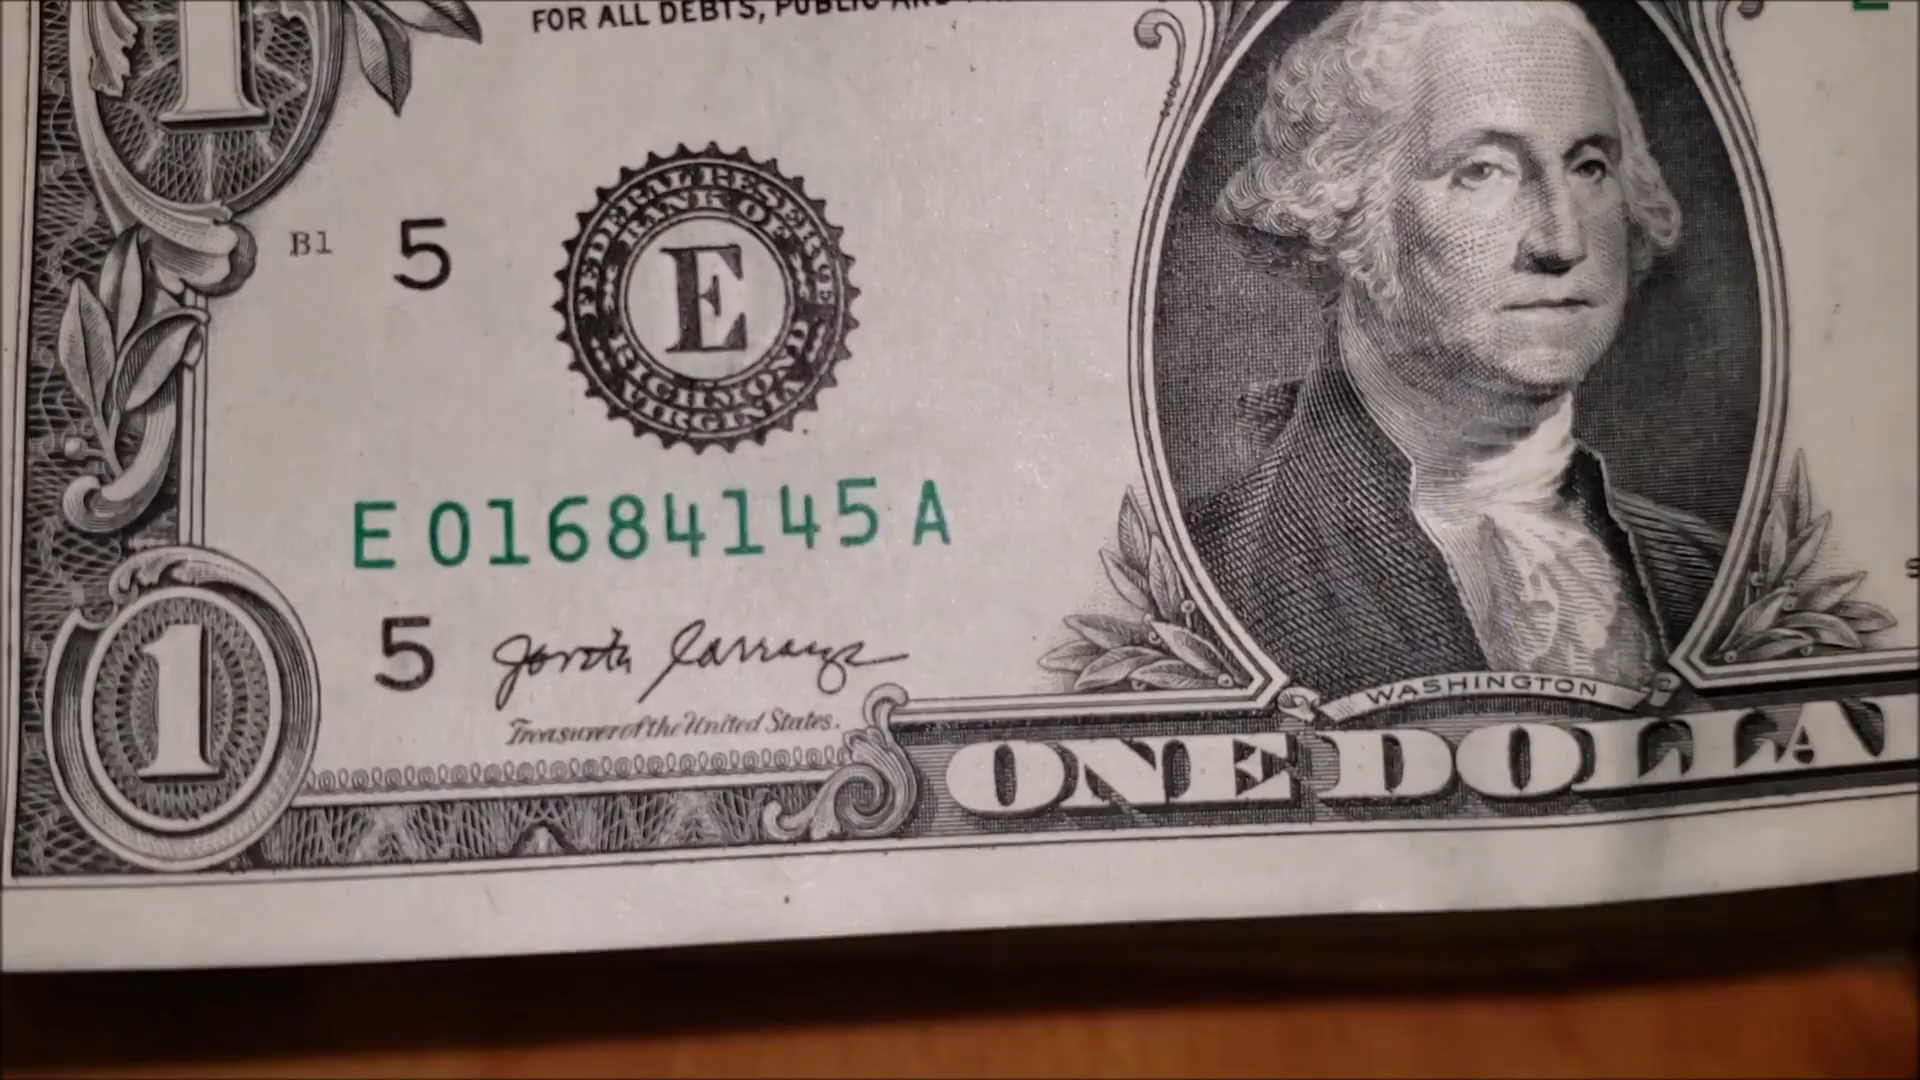 1
FOR ALL DEBTS, PUBLIC AND
B1
5
FEDERAL RESERVE
BANK OF
E
RICHMOND
VIRGINIA
E 01684145 A
5
Treasurer of the United States.
1
WASHINGTON
ONE DOLLA